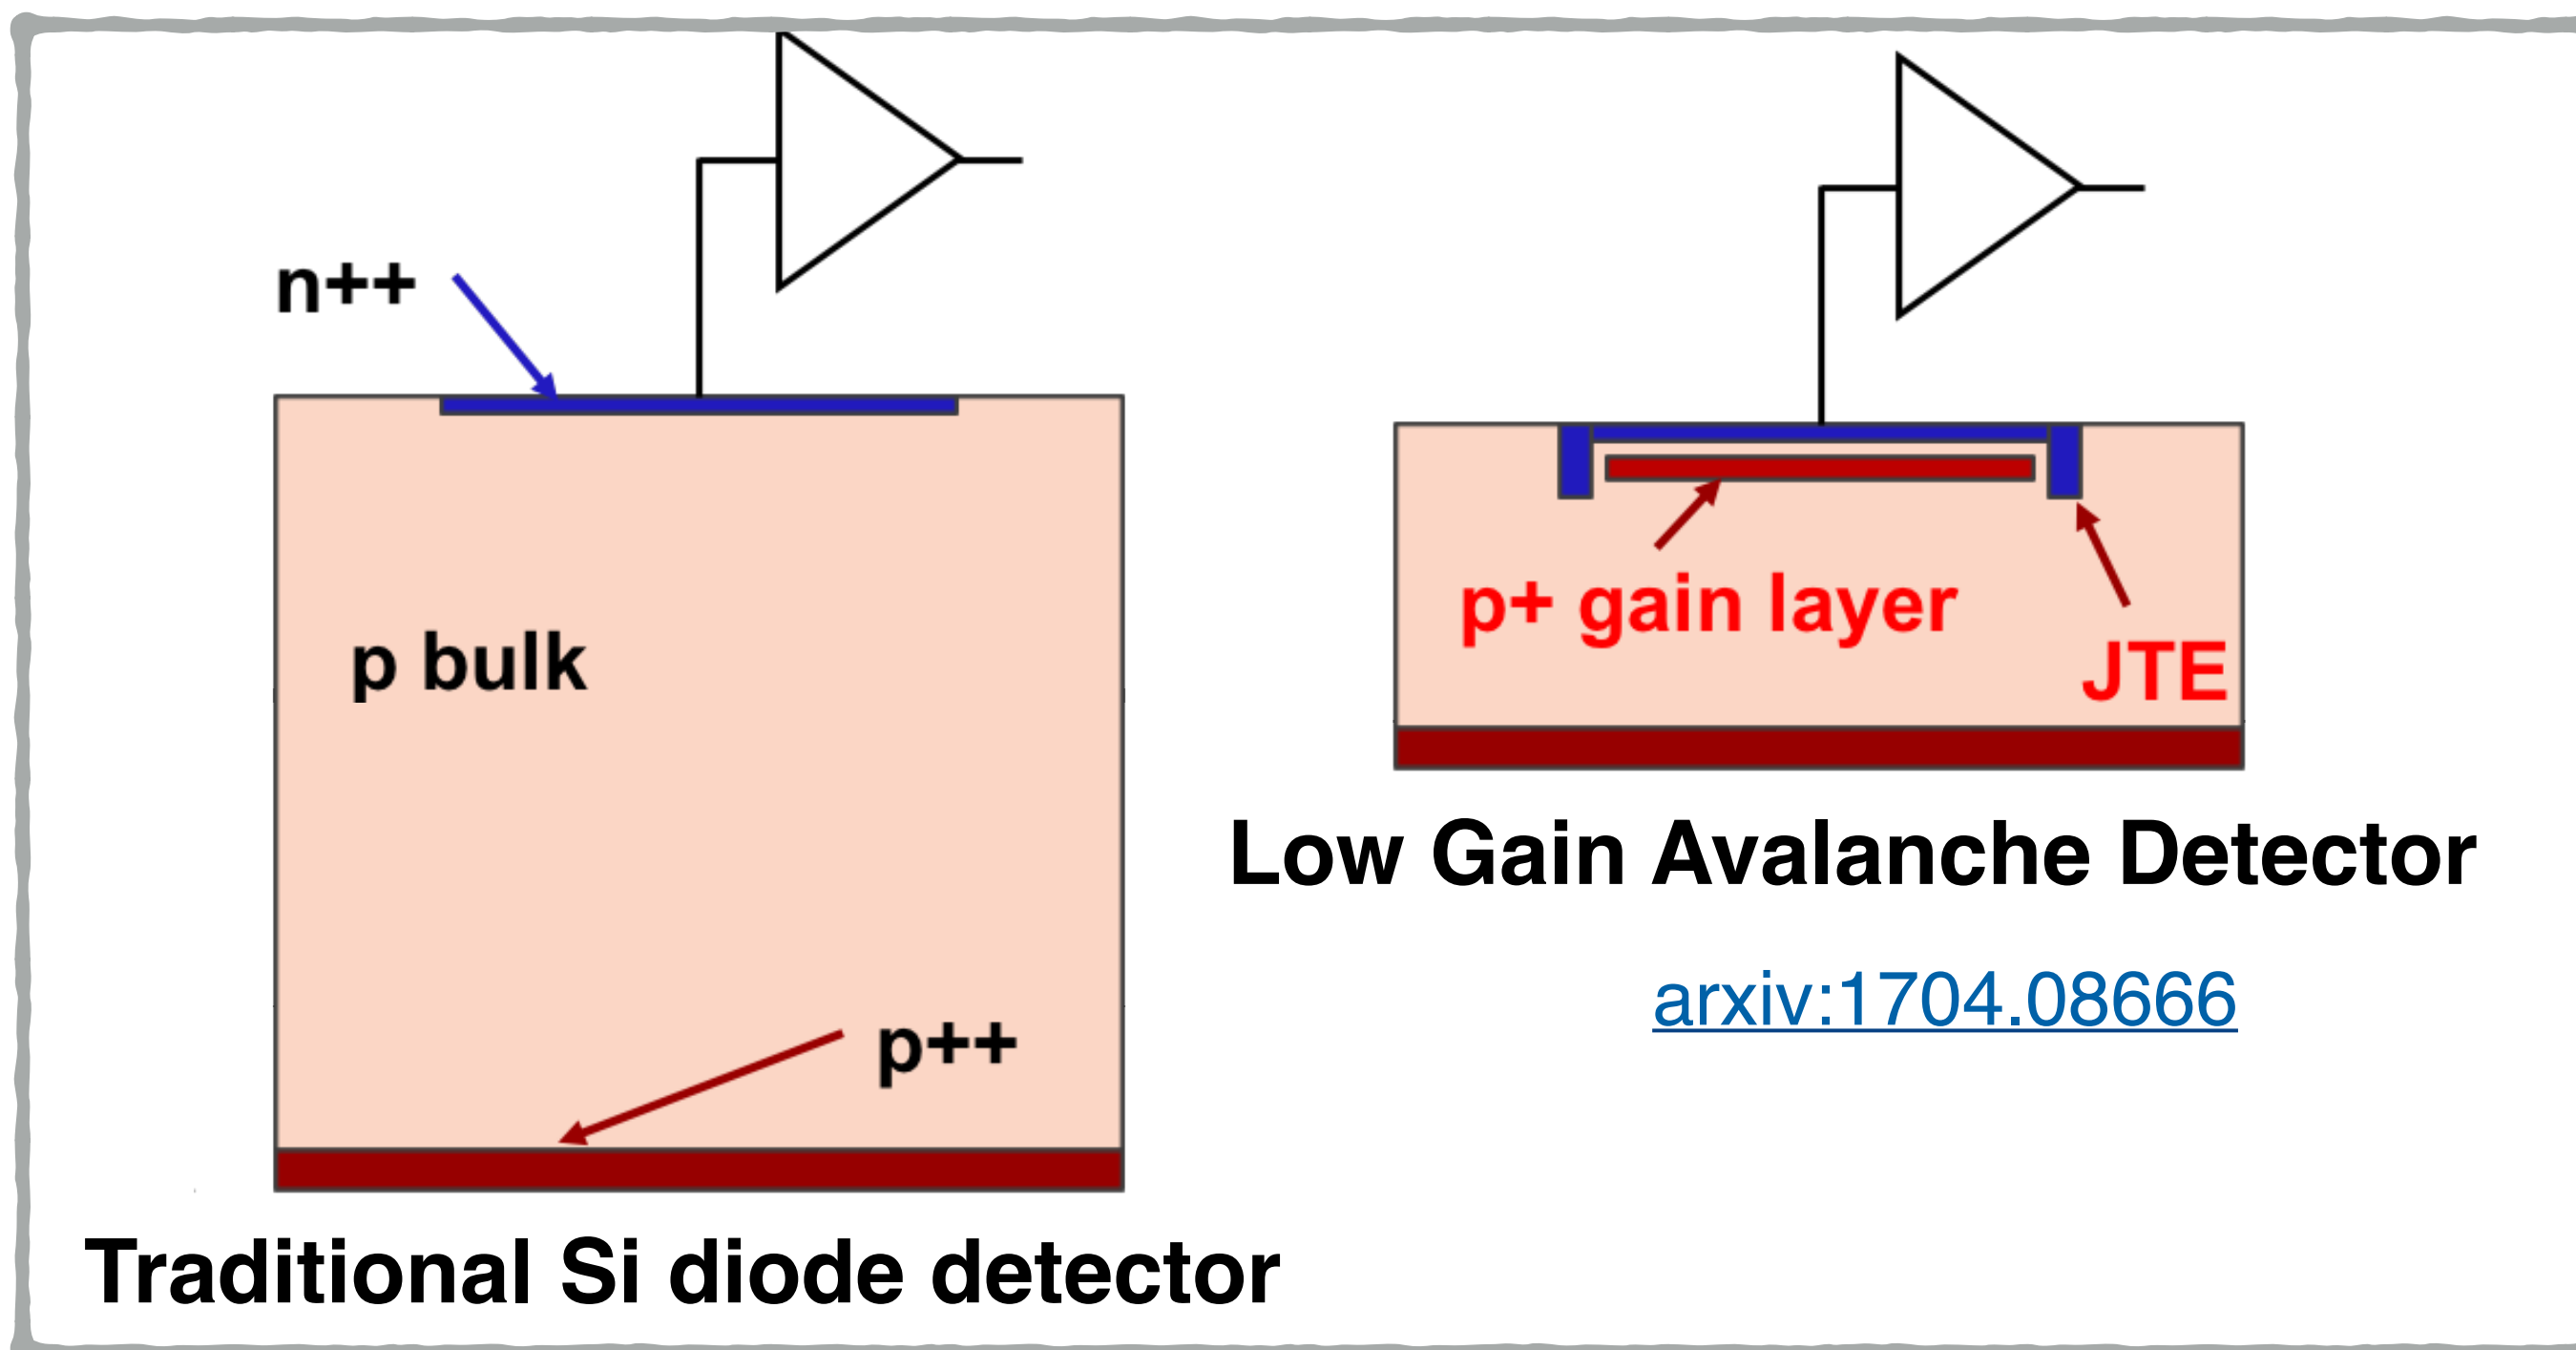 n++
p bulk
p++
Traditional Si diode detector
p+ gain layer
JTE
Low Gain Avalanche Detector
arxiv:1704.08666